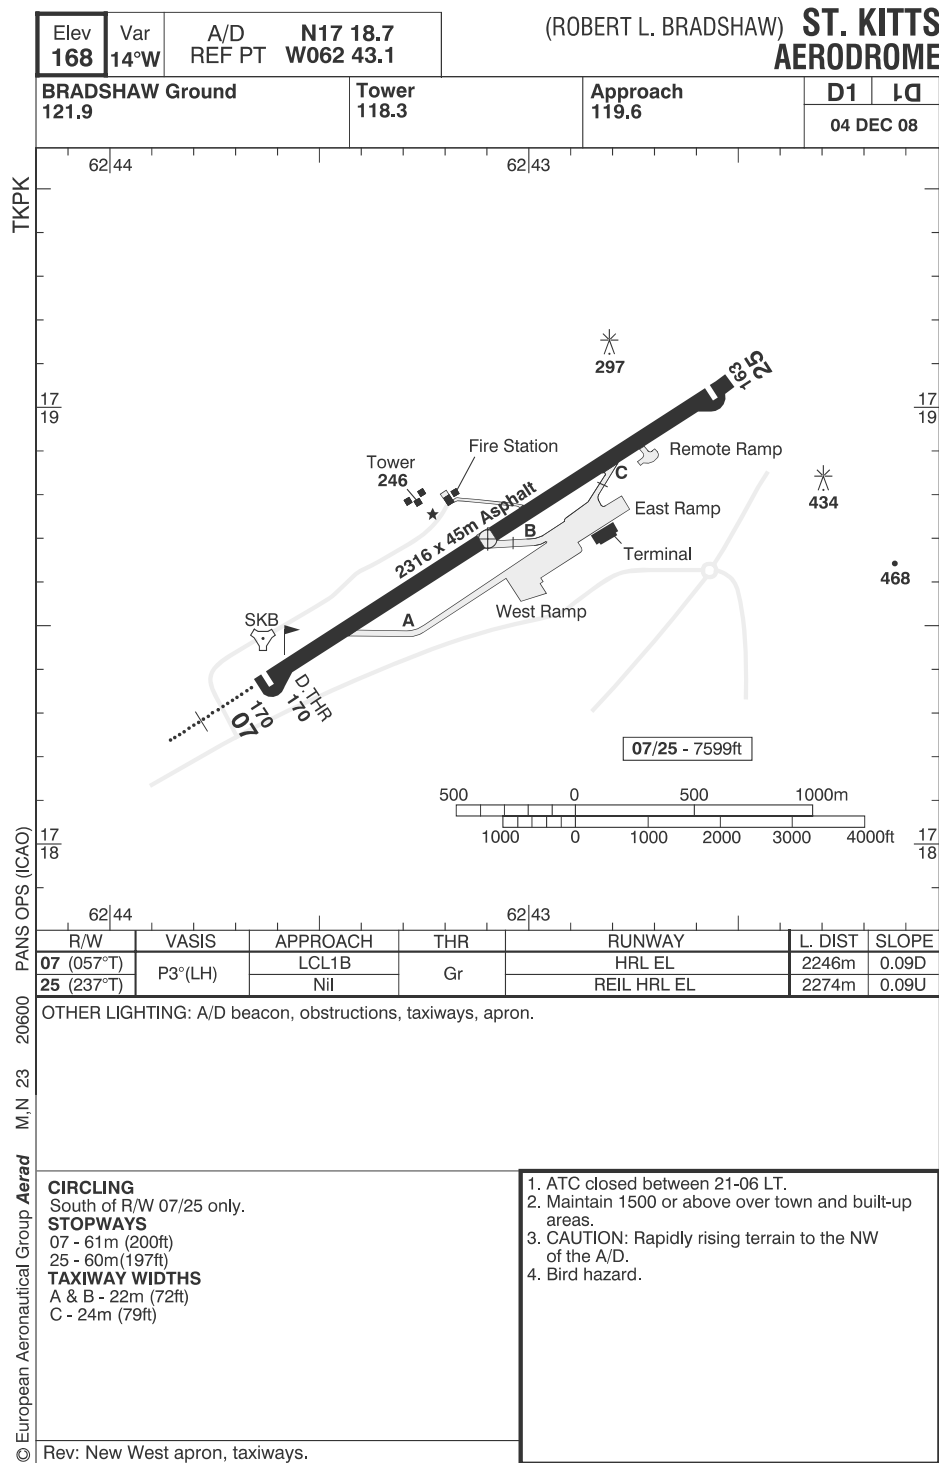 (ROBERT L. BRADSHAW) ST. KITTS
AERODROME
Elev
168
Var
14°W
A/D N17 18.7
REF PT W062 43.1
BRADSHAW Ground
121.9
Tower
118.3
Approach
119.6
D1 D1
04 DEC 08
TKPK
62 44
62 43
297
25
163
17
19
17
19
Fire Station
Remote Ramp
Tower
246
C
434
2316 x 45m Asphalt
East Ramp
B
Terminal
468
West Ramp
A
SKB
D.THR
170
170
07
07/25 - 7599ft
500 0 500 1000m
1000 0 1000 2000 3000 4000ft
17
18
17
18
62 44
62 43
R/W VASIS APPROACH THR RUNWAY L. DIST SLOPE
07 (057°T) P3°(LH) LCL1B Gr HRL EL 2246m 0.09D
25 (237°T) Nil REIL HRL EL 2274m 0.09U
OTHER LIGHTING: A/D beacon, obstructions, taxiways, apron.
CIRCLING
South of R/W 07/25 only.
STOPWAYS
07 - 61m (200ft)
25 - 60m(197ft)
TAXIWAY WIDTHS
A & B - 22m (72ft)
C - 24m (79ft)
1. ATC closed between 21-06 LT.
2. Maintain 1500 or above over town and built-up
areas.
3. CAUTION: Rapidly rising terrain to the NW
of the A/D.
4. Bird hazard.
Rev: New West apron, taxiways.
© European Aeronautical Group Aerad M,N 23 20600 PANS OPS (ICAO)